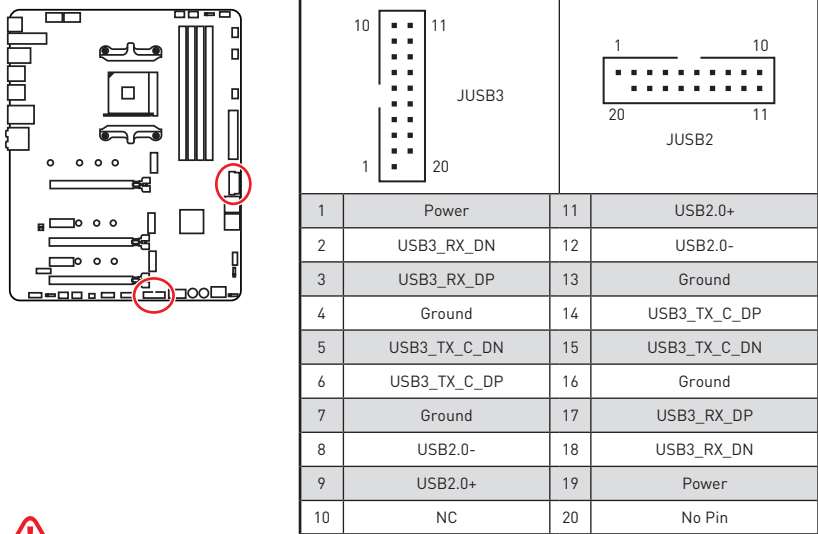 10 11
JUSB3
1 20
1 10
20 11
JUSB2
1 Power 11 USB2.0+
2 USB3_RX_DN 12 USB2.0-
3 USB3_RX_DP 13 Ground
4 Ground 14 USB3_TX_C_DP
5 USB3_TX_C_DN 15 USB3_TX_C_DN
6 USB3_TX_C_DP 16 Ground
7 Ground 17 USB3_RX_DP
8 USB2.0- 18 USB3_RX_DN
9 USB2.0+ 19 Power
10 NC 20 No Pin